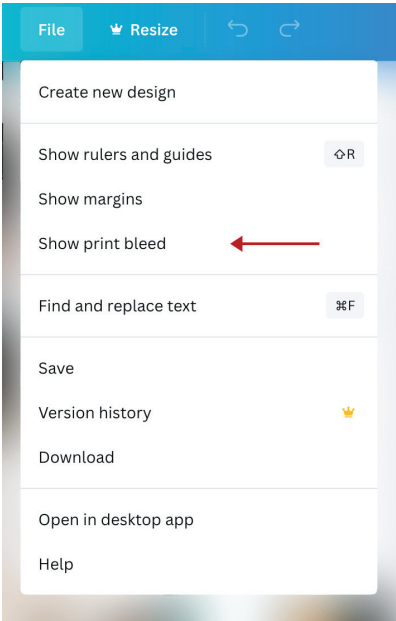 File
Resize
Create new design
Show rulers and guides
⇧R
Show margins
Show print bleed
Find and replace text
⌘F
Save
Version history
Download
Open in desktop app
Help